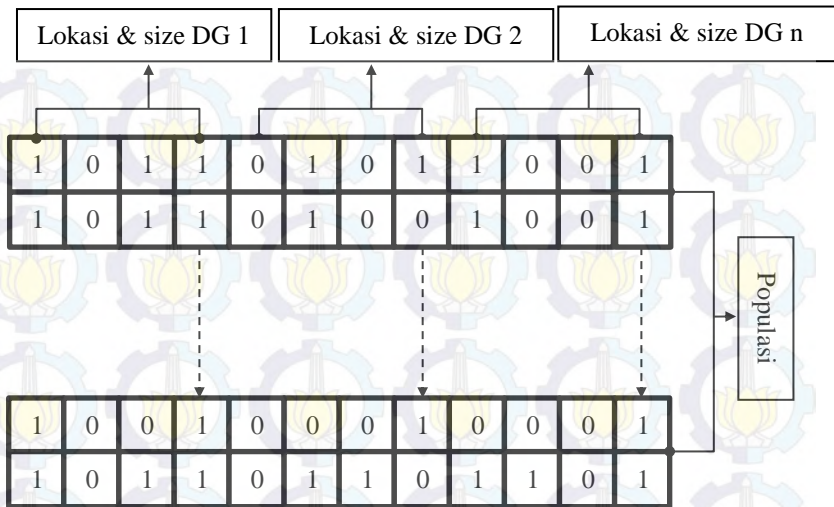 Lokasi & size DG 1
Lokasi & size DG 2
Lokasi & size DG n
1 0 1 1 0 1 0 1 1 0 0 1
1 0 1 1 0 1 0 0 1 0 0 1
Populasi
1 0 0 1 0 0 0 1 0 0 0 1
1 0 1 1 0 1 1 0 1 1 0 1